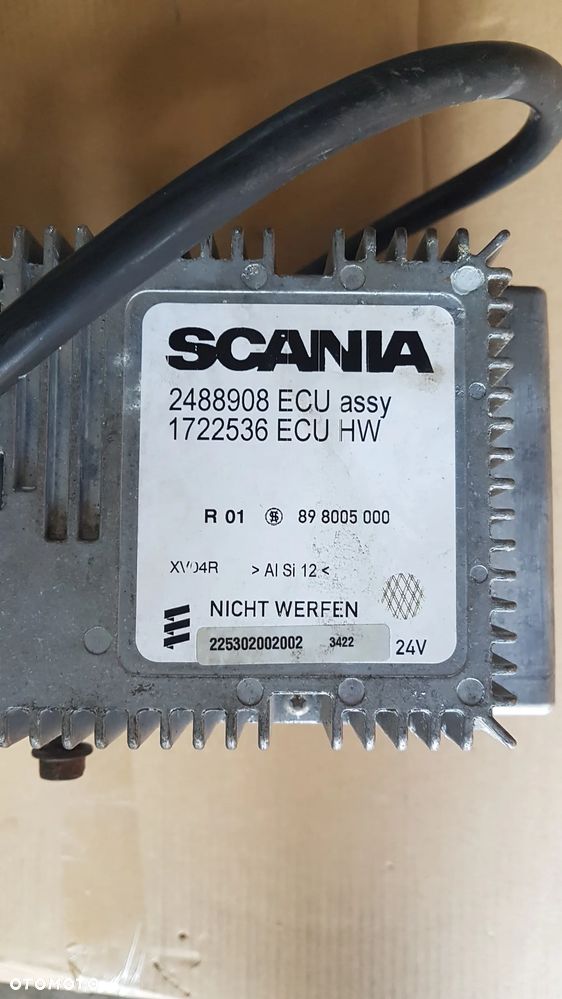 SCANIA
2488908 ECU assy
1722536 ECU HW
R 01 89 8005 000
XV04R >Al Si 12<
NICHT WERFEN
225302002002 3422 24V
OTOMOTO